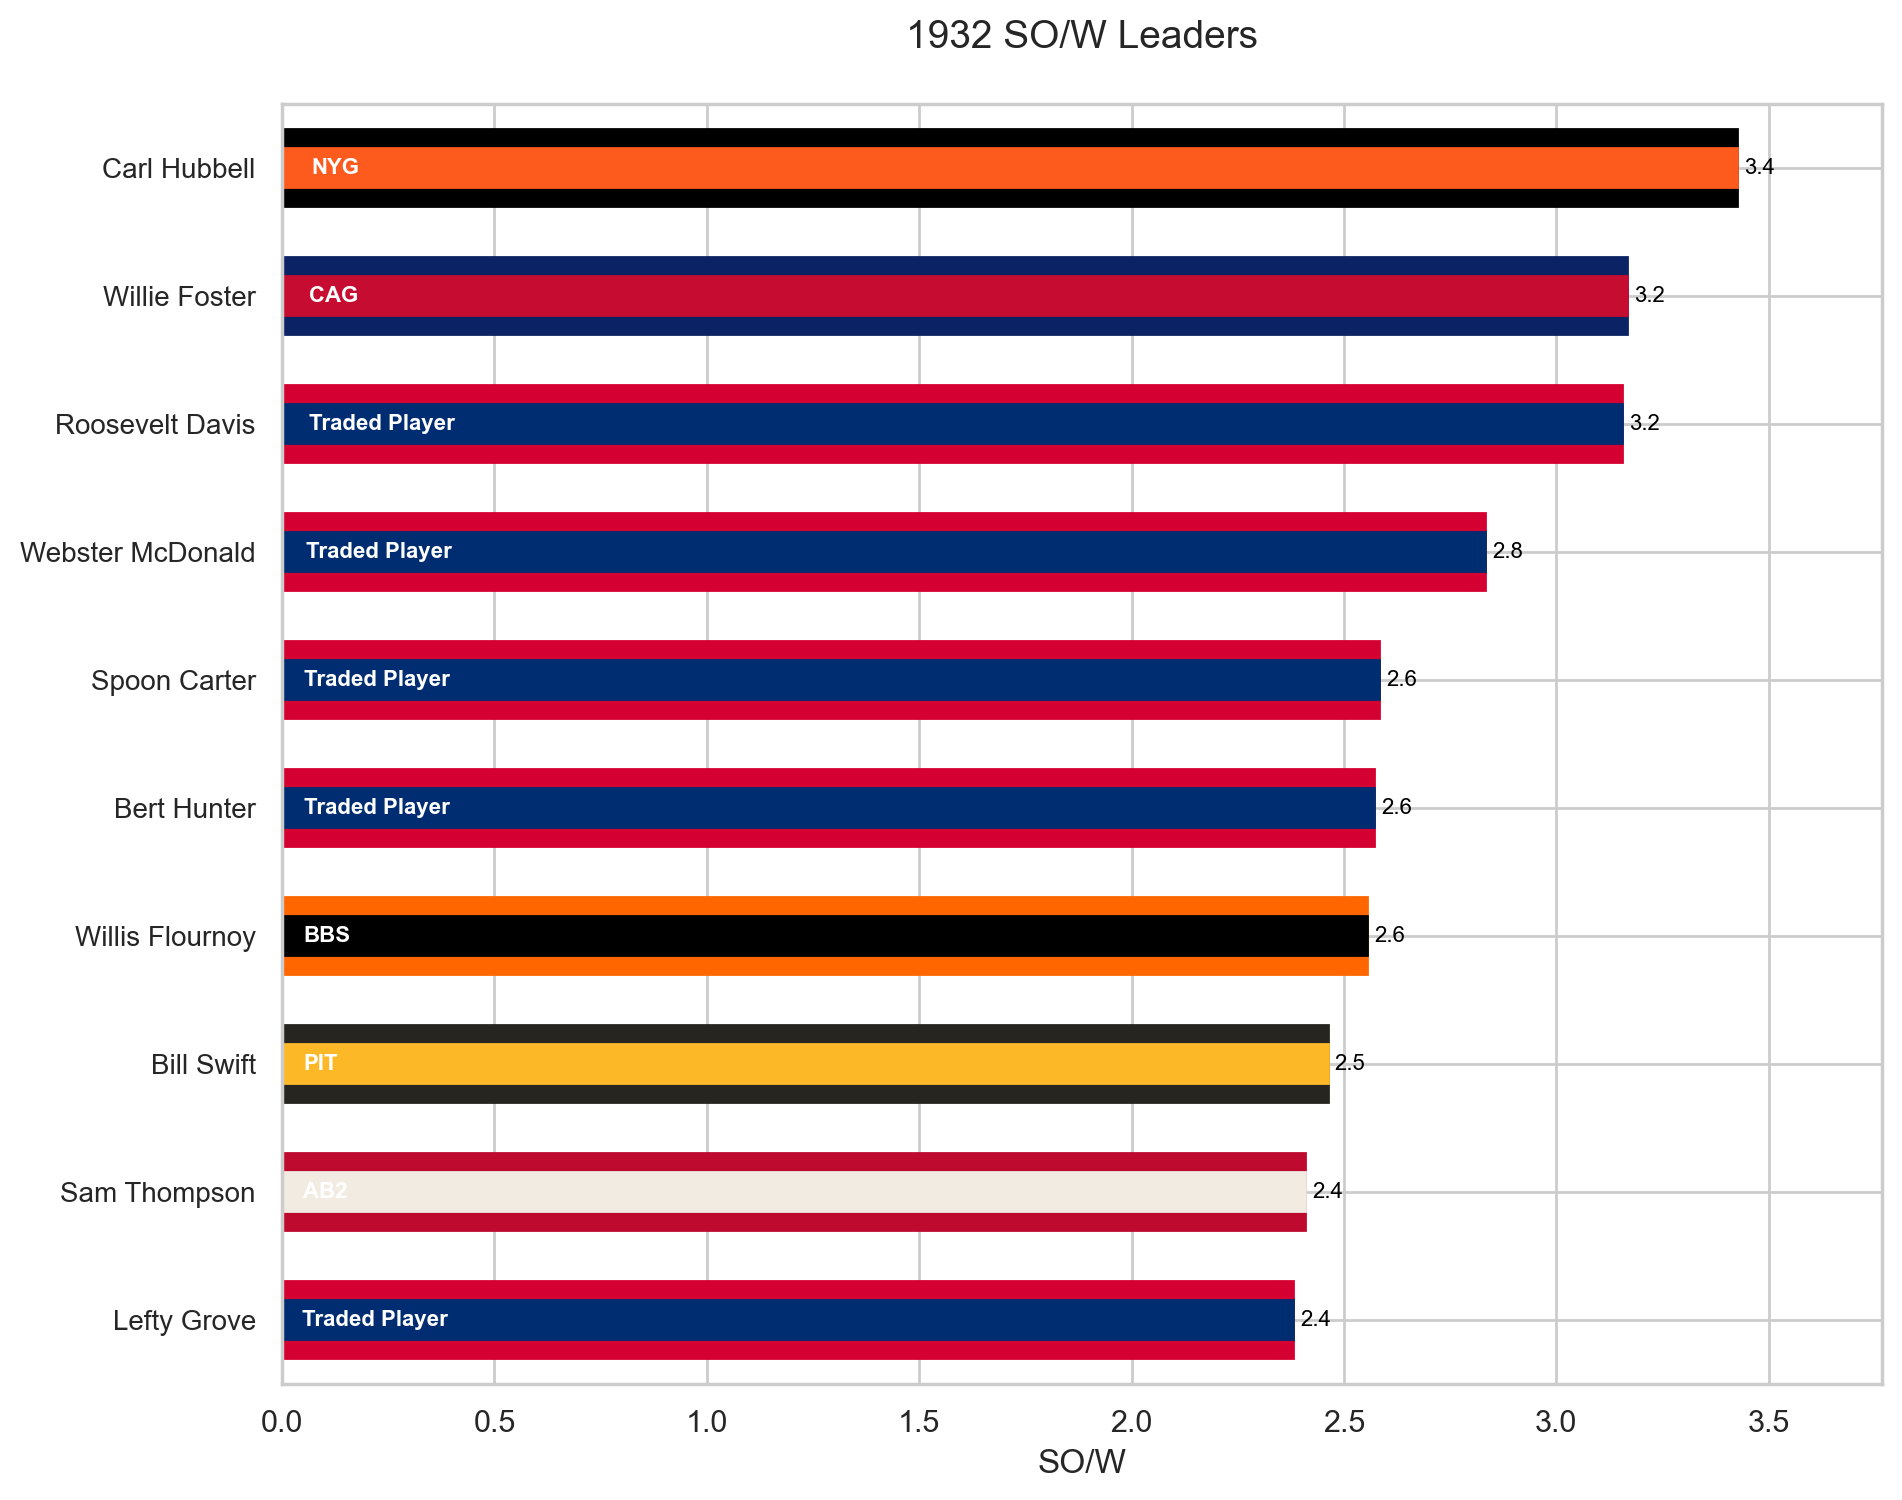 1932 SO/W Leaders
Carl Hubbell NYG 3.4
Willie Foster CAG 3.2
Roosevelt Davis Traded Player 3.2
Webster McDonald Traded Player 2.8
Spoon Carter Traded Player 2.6
Bert Hunter Traded Player 2.6
Willis Flournoy BBS 2.6
Bill Swift PIT 2.5
Sam Thompson AB2 2.4
Lefty Grove Traded Player 2.4
0.0 0.5 1.0 1.5 2.0 2.5 3.0 3.5
SO/W